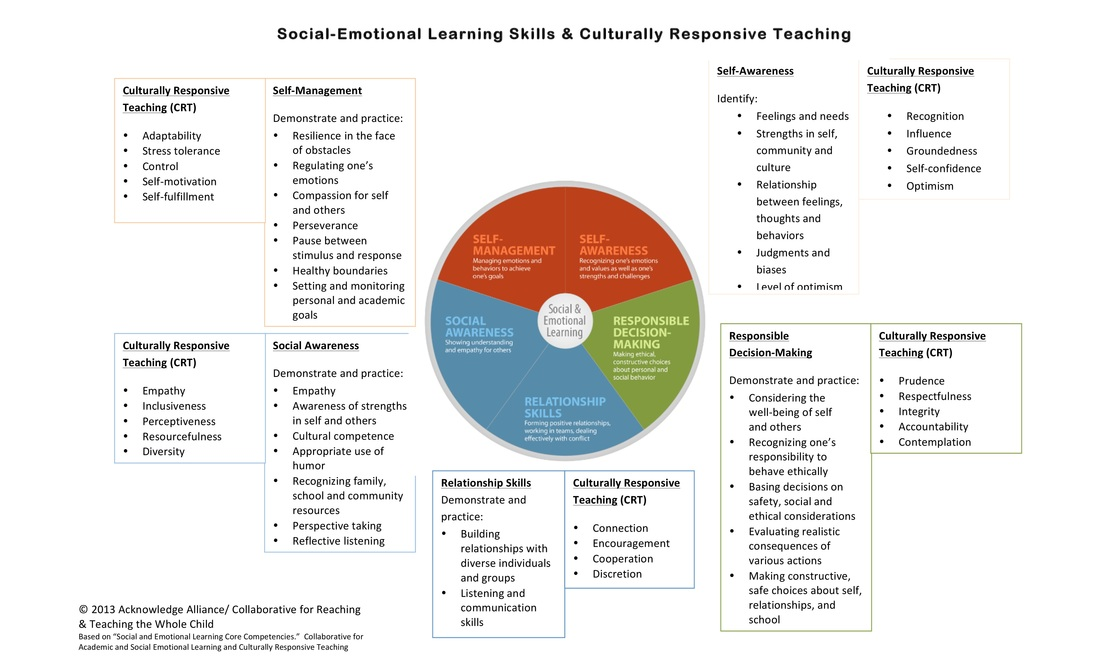 Social-Emotional Learning Skills & Culturally Responsive Teaching
Culturally Responsive
Teaching (CRT)
• Adaptability
• Stress tolerance
• Control
• Self-motivation
• Self-fulfillment
Self-Management
Demonstrate and practice:
• Resilience in the face
of obstacles
• Regulating one's
emotions
• Compassion for self
and others
• Perseverance
• Pause between
stimulus and response
• Healthy boundaries
• Setting and monitoring
personal and academic
goals
Self-Awareness
Identify:
• Feelings and needs
• Strengths in self,
community and
culture
• Relationship
between feelings,
thoughts and
behaviors
• Judgments and
biases
• Level of optimism
Culturally Responsive
Teaching (CRT)
• Recognition
• Influence
• Groundedness
• Self-confidence
• Optimism
SELF-
MANAGEMENT
Managing emotions and
behaviors to achieve
one's goals
SELF-
AWARENESS
Recognizing one's emotions
and values as well as one's
strengths and challenges
SOCIAL
AWARENESS
Showing understanding
and empathy for others
Social &
Emotional
Learning
RESPONSIBLE
DECISION-
MAKING
Making ethical,
constructive choices
about personal and
social behavior
RELATIONSHIP
SKILLS
Forming positive relationships,
working in teams, dealing
effectively with conflict
Culturally Responsive
Teaching (CRT)
• Empathy
• Inclusiveness
• Perceptiveness
• Resourcefulness
• Diversity
Social Awareness
Demonstrate and practice:
• Empathy
• Awareness of strengths
in self and others
• Cultural competence
• Appropriate use of
humor
• Recognizing family,
school and community
resources
• Perspective taking
• Reflective listening
Relationship Skills
Demonstrate and
practice:
• Building
relationships with
diverse individuals
and groups
• Listening and
communication
skills
Culturally Responsive
Teaching (CRT)
• Connection
• Encouragement
• Cooperation
• Discretion
Responsible
Decision-Making
Demonstrate and practice:
• Considering the
well-being of self
and others
• Recognizing one's
responsibility to
behave ethically
• Basing decisions on
safety, social and
ethical considerations
• Evaluating realistic
consequences of
various actions
• Making constructive,
safe choices about self,
relationships, and
school
Culturally Responsive
Teaching (CRT)
• Prudence
• Respectfulness
• Integrity
• Accountability
• Contemplation
© 2013 Acknowledge Alliance/ Collaborative for Reaching
& Teaching the Whole Child
Based on "Social and Emotional Learning Core Competencies." Collaborative for
Academic and Social Emotional Learning and Culturally Responsive Teaching